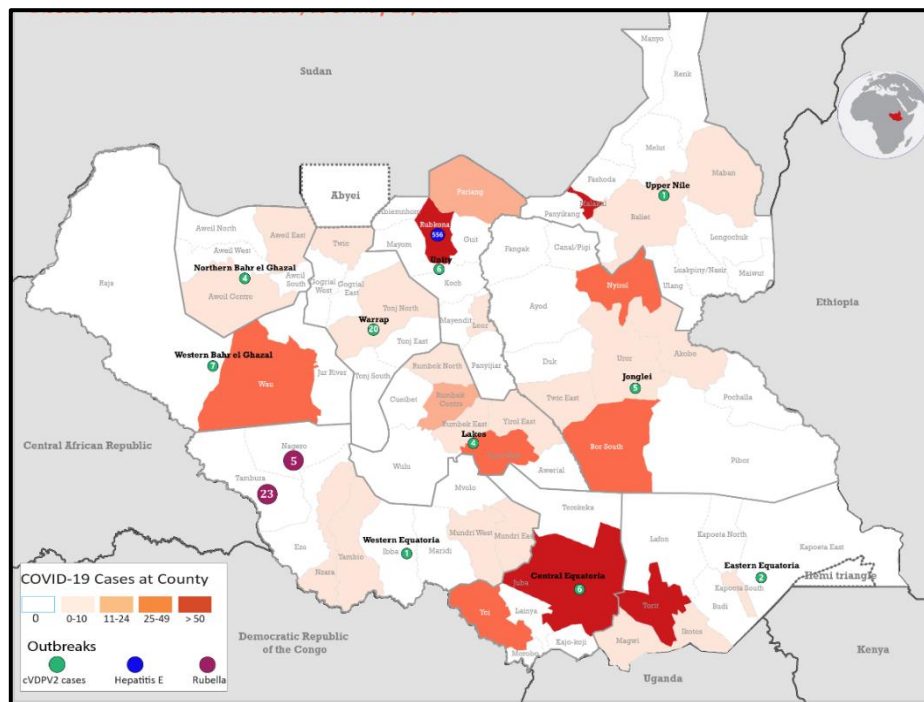 Manyo
Renk
Sudan
Melut
Fashoda
Maban
Upper Nile
1
Abyei
Pariang
Malakal
Panyikang
Baliet
Abiemnhom
Rubkona
556
Aweil North
Aweil East
Twic
Mayom
Guit
Fangak
Canal/Pigi
Longochuk
Aweil West
Unity
6
Northern Bahr el Ghazal
4
Aweil South
Gogrial West
Gogrial East
Koch
Luakpiny/Nasir
Maiwut
Raja
Ulang
Nyirol
Aweil Centre
Tonj North
Ayod
Ethiopia
Warrap
20
Mayendit
Leer
Tonj East
Western Bahr el Ghazal
7
Duk
Uror
Akobo
Jur River
Rumbek North
Panyijiar
Wau
Tonj South
Jonglei
5
Cueibet
Rumbek Centre
Twic East
Pochalla
Rumbek East
Yirol East
Lakes
4
Bor South
Central African Republic
Nagero
5
Wulu
Awerial
Pibor
Tambura
23
Mvolo
Terekeka
Mundri West
Mundri East
Lafon
Kapoeta North
Ezo
Western Equatoria
1
Ibba
Maridi
Kapoeta East
Yambio
Eastern Equatoria
2
Nzara
Juba
Central Equatoria
6
Ilemi triangle
Kapoeta South
Torit
Budi
Yei
Lainya
Ikotos
Magwi
Kajo-keji
Morobo
Democratic Republic
of the Congo
Kenya
Uganda
COVID-19 Cases at County
0 0-10 11-24 25-49 > 50
Outbreaks
cVDPV2 cases Hepatitis E Rubella